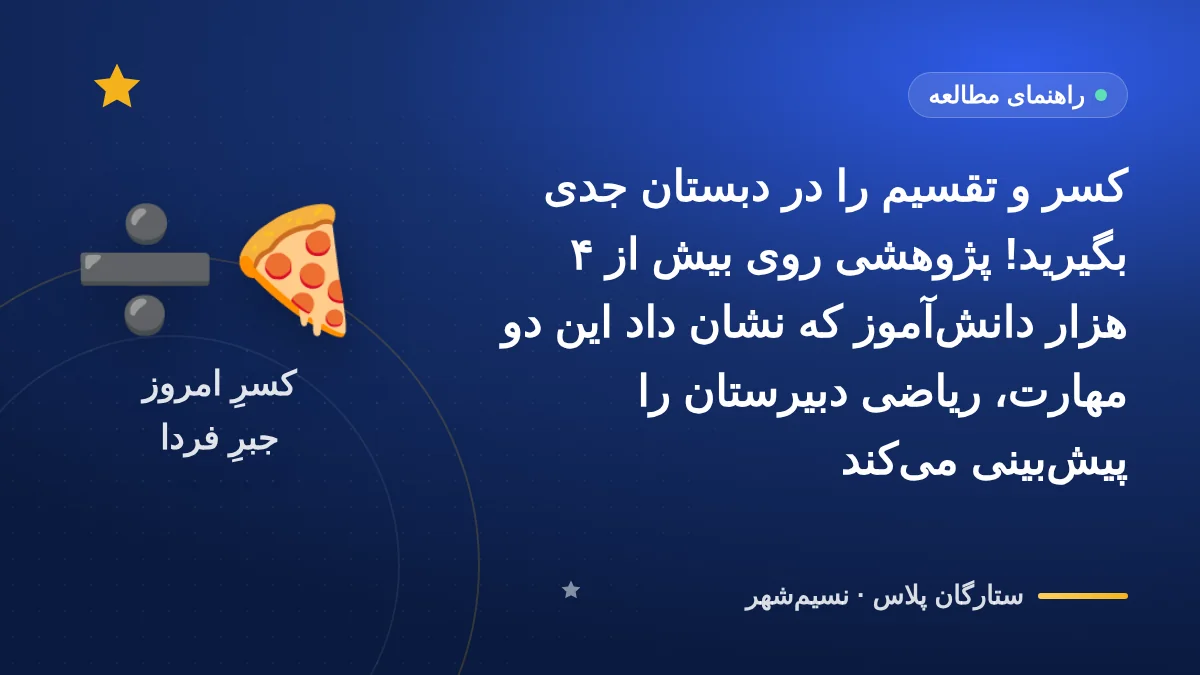 راهنمای مطالعه
کسر و تقسیم را در دبستان جدی
بگیرید! پژوهشی روی بیش از ۴
هزار دانش‌آموز که نشان داد این دو
مهارت، ریاضی دبیرستان را
پیش‌بینی می‌کند
کسرِ امروز
جبرِ فردا
ستارگان پلاس · نسیم‌شهر